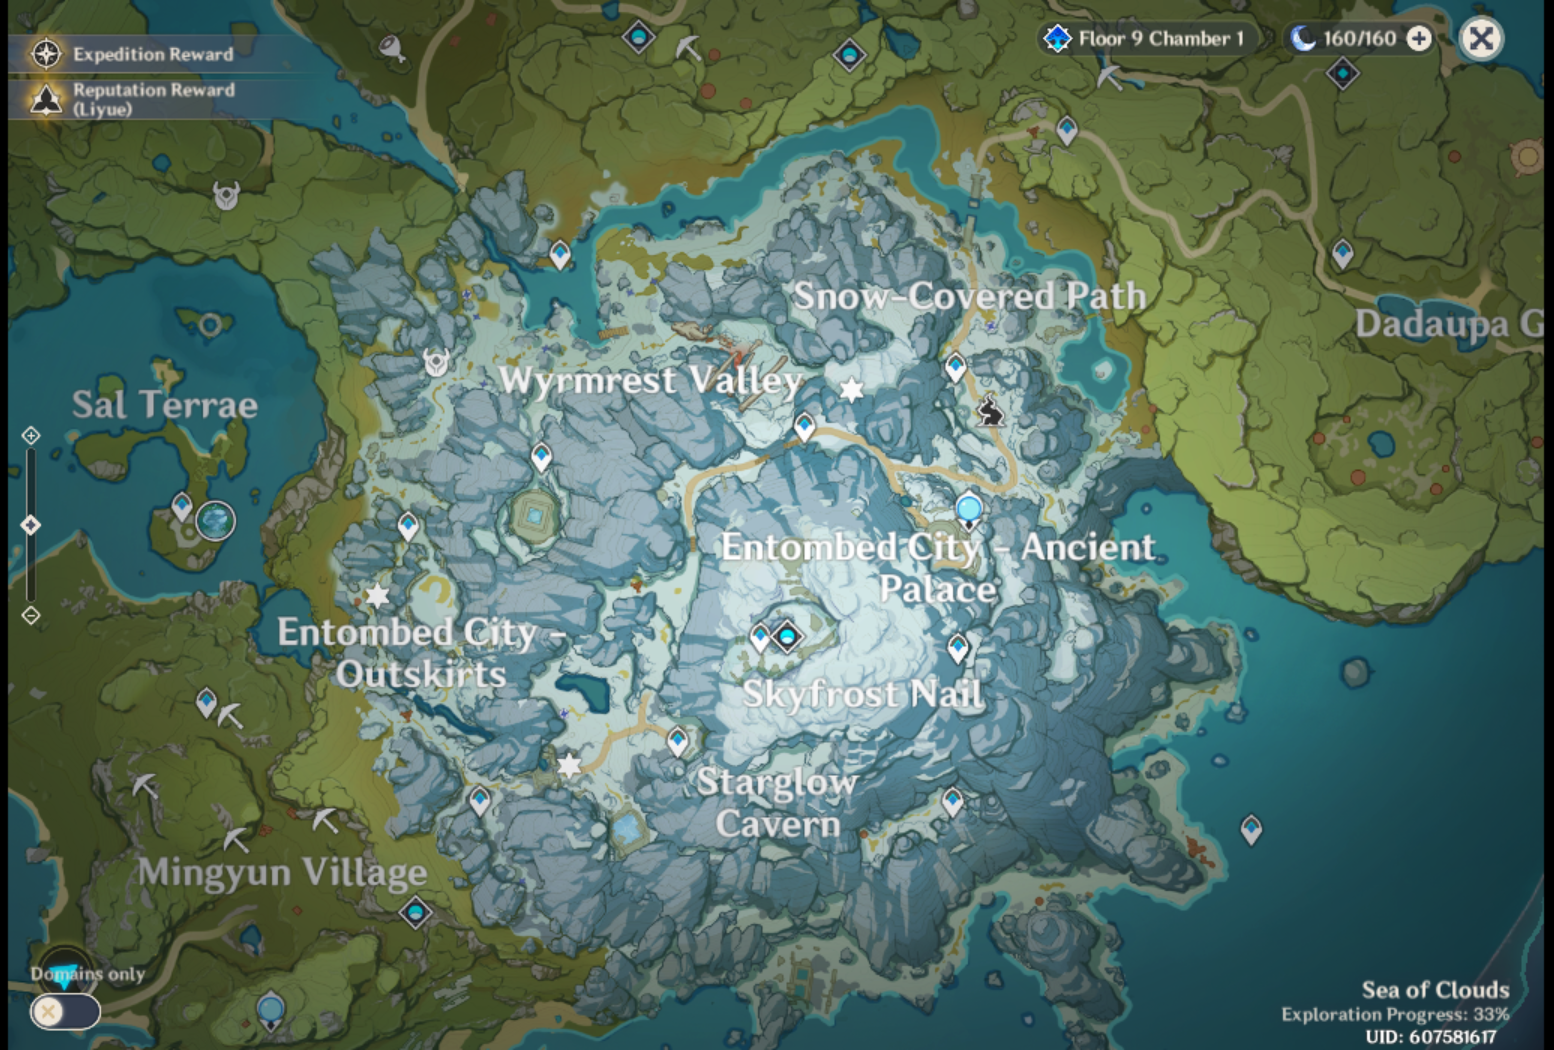 Expedition Reward
Reputation Reward
(Liyue)
Floor 9 Chamber 1
160/160
Snow-Covered Path
Dadaupa G
Wyrmrest Valley
Sal Terrae
Entombed City - Ancient
Palace
Entombed City -
Outskirts
Skyfrost Nail
Starglow
Cavern
Mingyun Village
Domains only
Sea of Clouds
Exploration Progress: 33%
UID: 607581617